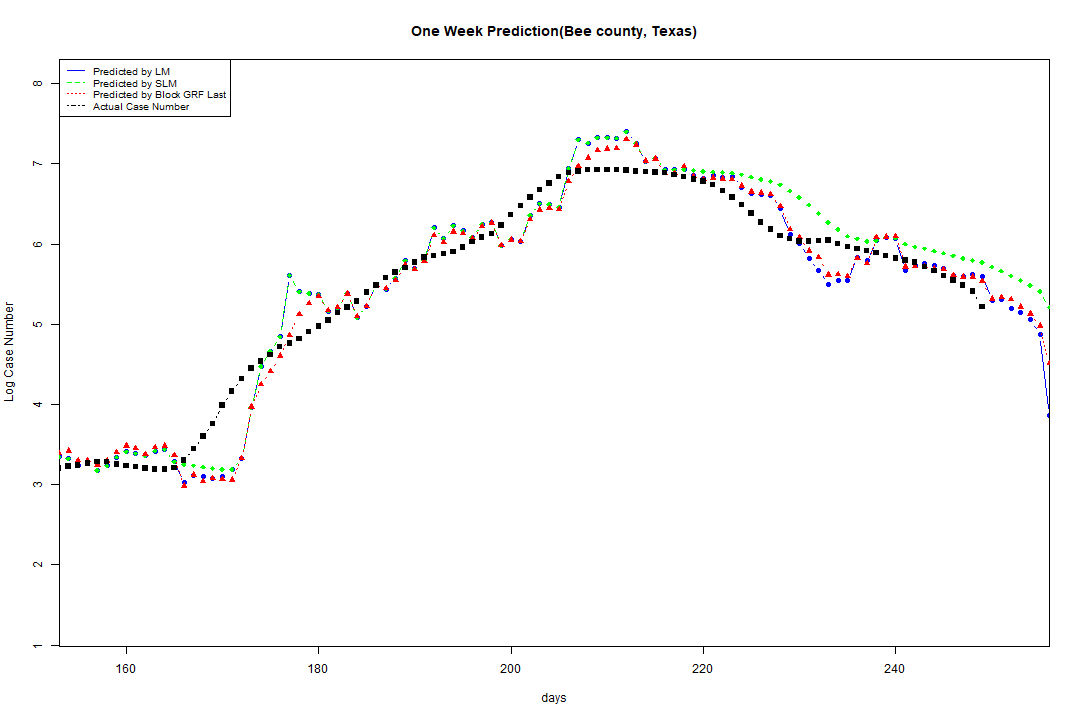 One Week Prediction(Bee county, Texas)
Predicted by LM
Predicted by SLM
Predicted by Block GRF Last
Actual Case Number
8
7
6
5
4
3
2
1
Log Case Number
160 180 200 220 240
days